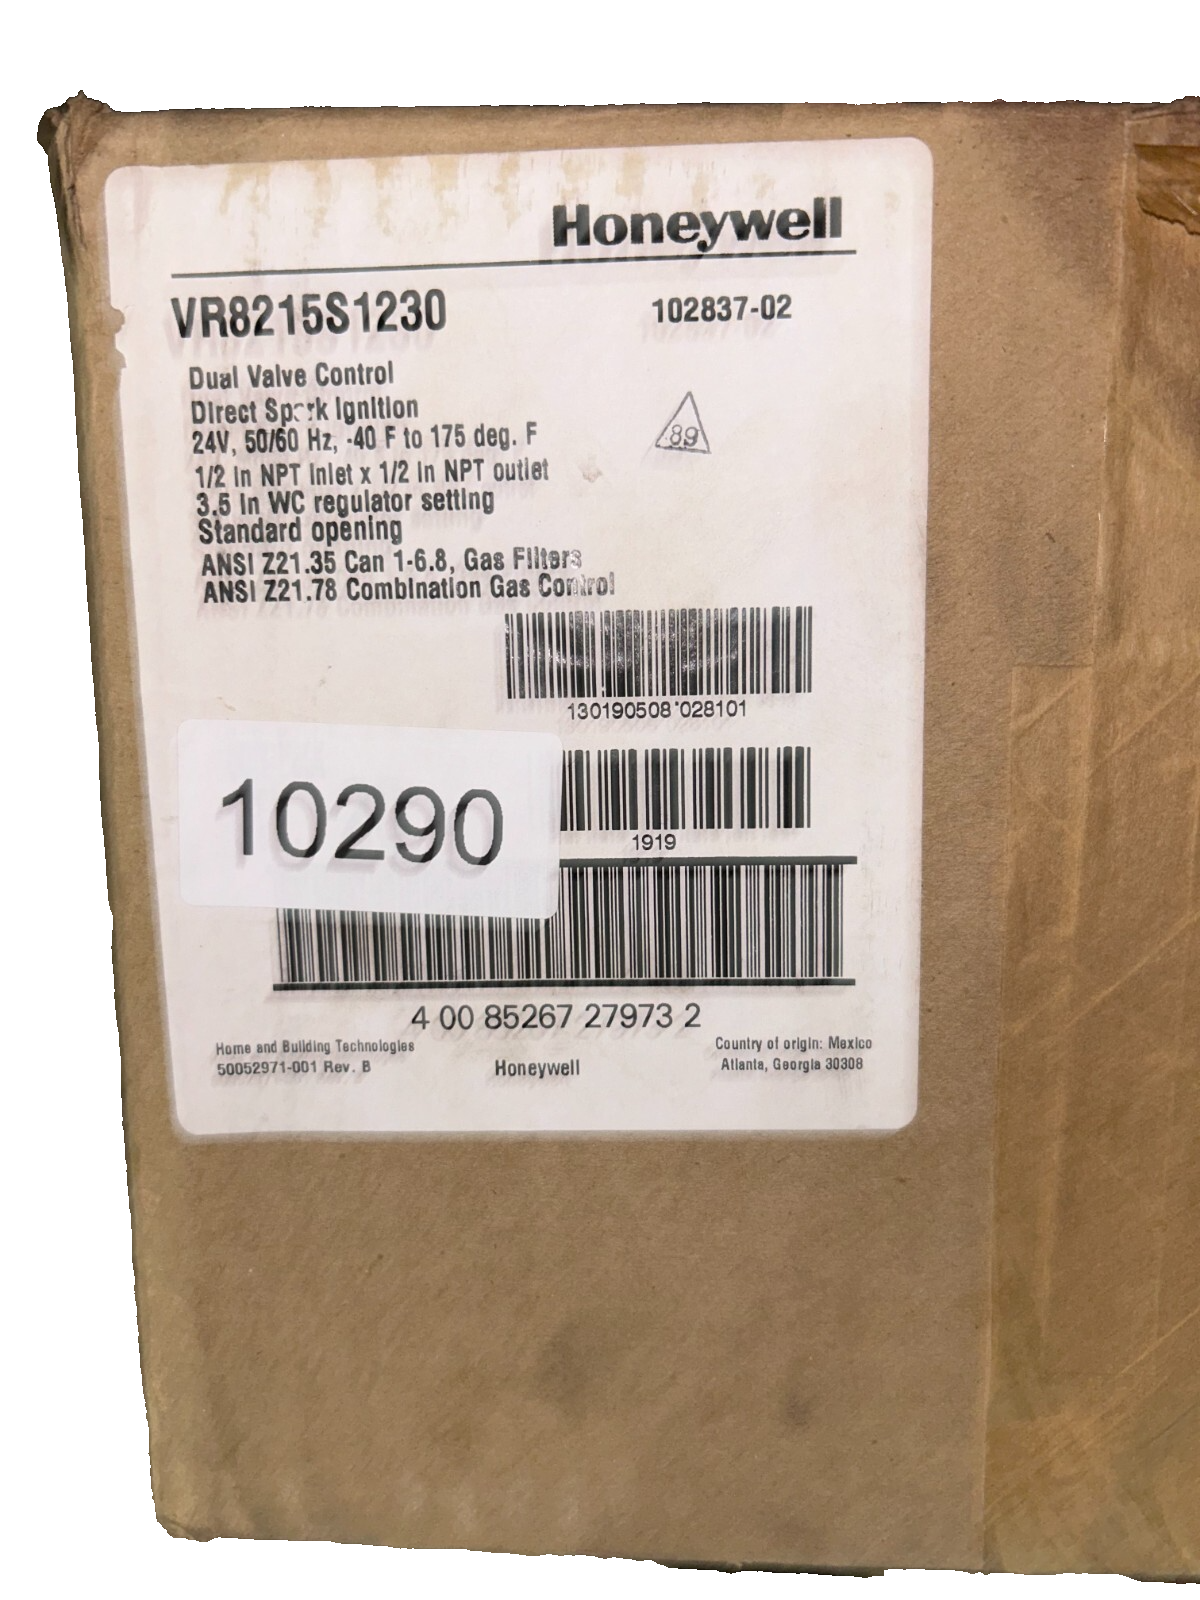 Honeywell
VR8215S1230 102837-02
Dual Valve Control
Direct Spark Ignition
24V, 50/60 Hz, -40 F to 175 deg. F
89
1/2 in NPT Inlet x 1/2 in NPT outlet
3.5 in WC regulator setting
Standard opening
ANSI Z21.35 Can 1-6.8, Gas Filters
ANSI Z21.78 Combination Gas Control
130190508 028101
10290
1919
4 00 85267 27973 2
Home and Building Technologies
50052971-001 Rev. B
Honeywell
Country of origin: Mexico
Atlanta, Georgia 30308